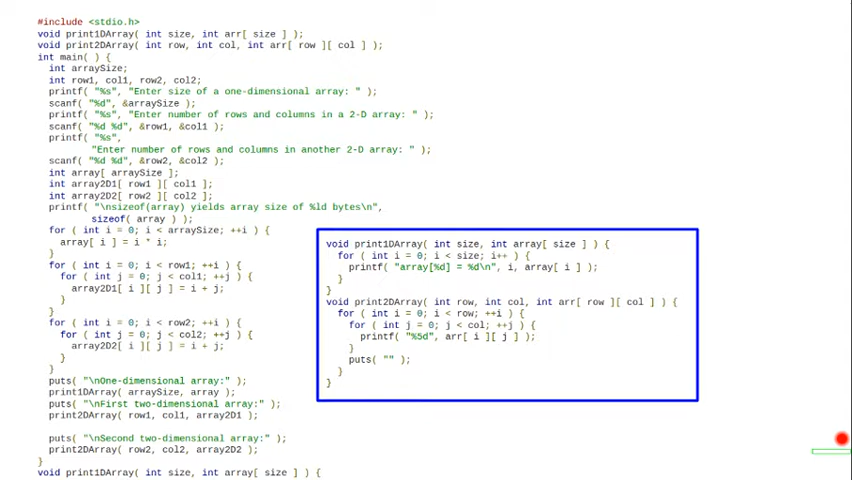 #include <stdio.h>
void print1DArray( int size, int arr[ size ] );
void print2DArray( int row, int col, int arr[ row ][ col ] );
int main( ) {
int arraySize;
int row1, col1, row2, col2;
printf( "%s", "Enter size of a one-dimensional array: " );
scanf( "%d", &arraySize );
printf( "%s", "Enter number of rows and columns in a 2-D array: " );
scanf( "%d %d", &row1, &col1 );
printf( "%s",
"Enter number of rows and columns in another 2-D array: " );
scanf( "%d %d", &row2, &col2 );
int array[ arraySize ];
int array2D1[ row1 ][ col1 ];
int array2D2[ row2 ][ col2 ];
printf( "\nsizeof(array) yields array size of %ld bytes\n",
sizeof( array ) );
for ( int i = 0; i < arraySize; ++i ) {
array[ i ] = i * i;
}
for ( int i = 0; i < row1; ++i ) {
for ( int j = 0; j < col1; ++j ) {
array2D1[ i ][ j ] = i + j;
}
}
for ( int i = 0; i < row2; ++i ) {
for ( int j = 0; j < col2; ++j ) {
array2D2[ i ][ j ] = i + j;
}
}
puts( "\nOne-dimensional array:" );
print1DArray( arraySize, array );
puts( "\nFirst two-dimensional array:" );
print2DArray( row1, col1, array2D1 );
puts( "\nSecond two-dimensional array:" );
print2DArray( row2, col2, array2D2 );
}
void print1DArray( int size, int array[ size ] ) {
void print1DArray( int size, int array[ size ] ) {
for ( int i = 0; i < size; i++ ) {
printf( "array[%d] = %d\n", i, array[ i ] );
}
}
void print2DArray( int row, int col, int arr[ row ][ col ] ) {
for ( int i = 0; i < row; ++i ) {
for ( int j = 0; j < col; ++j ) {
printf( "%5d", arr[ i ][ j ] );
}
puts( "" );
}
}